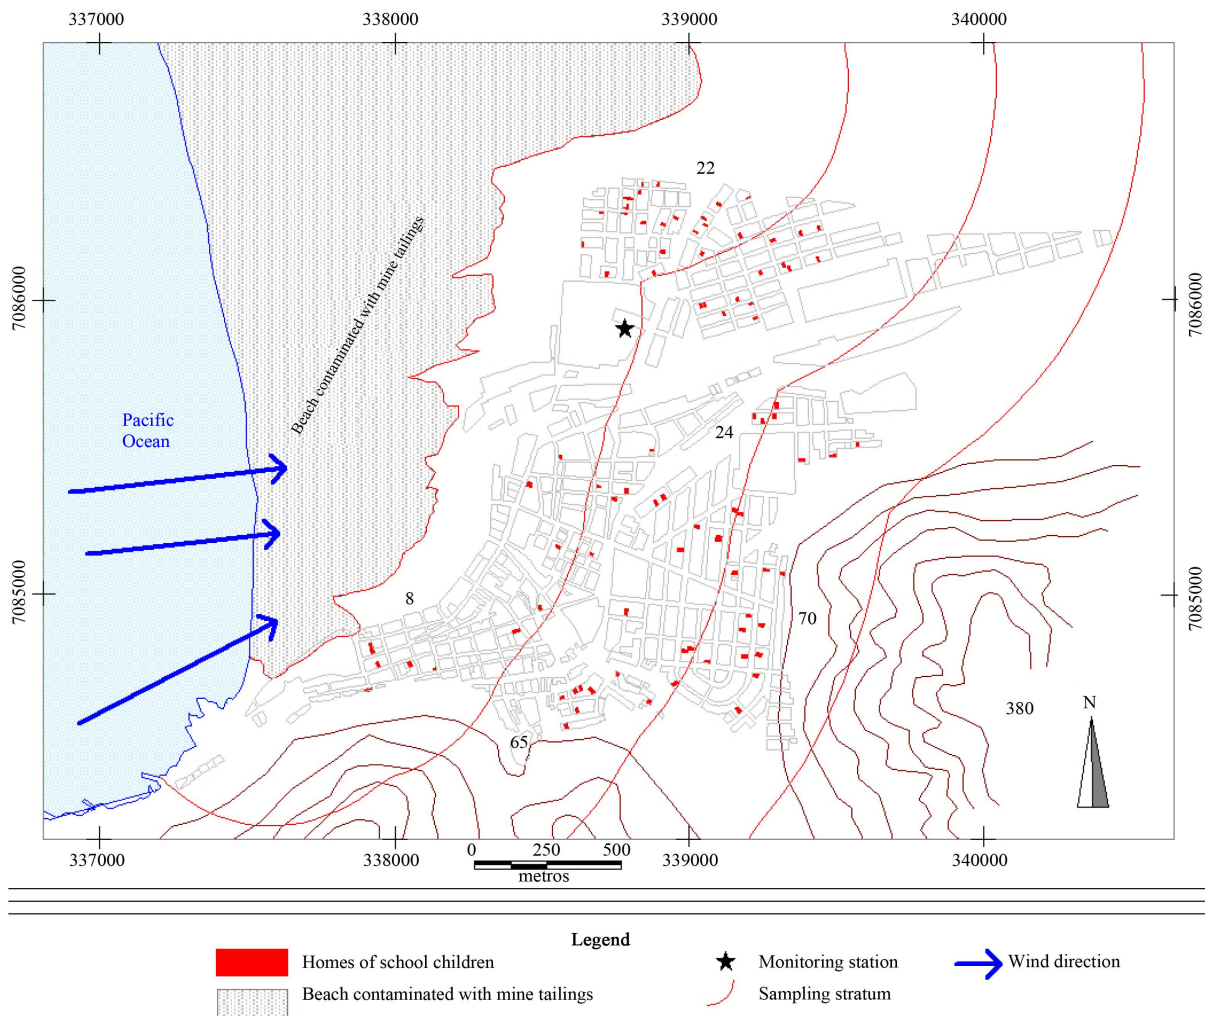 337000
338000
339000
340000
22
Beach contaminated with mine tailings
7086000
7086000
Pacific
Ocean
24
7085000
8
7085000
70
N
380
65
337000
338000
0
250
500
339000
340000
metros
Legend
Homes of school children
Monitoring station
Wind direction
Beach contaminated with mine tailings
Sampling stratum